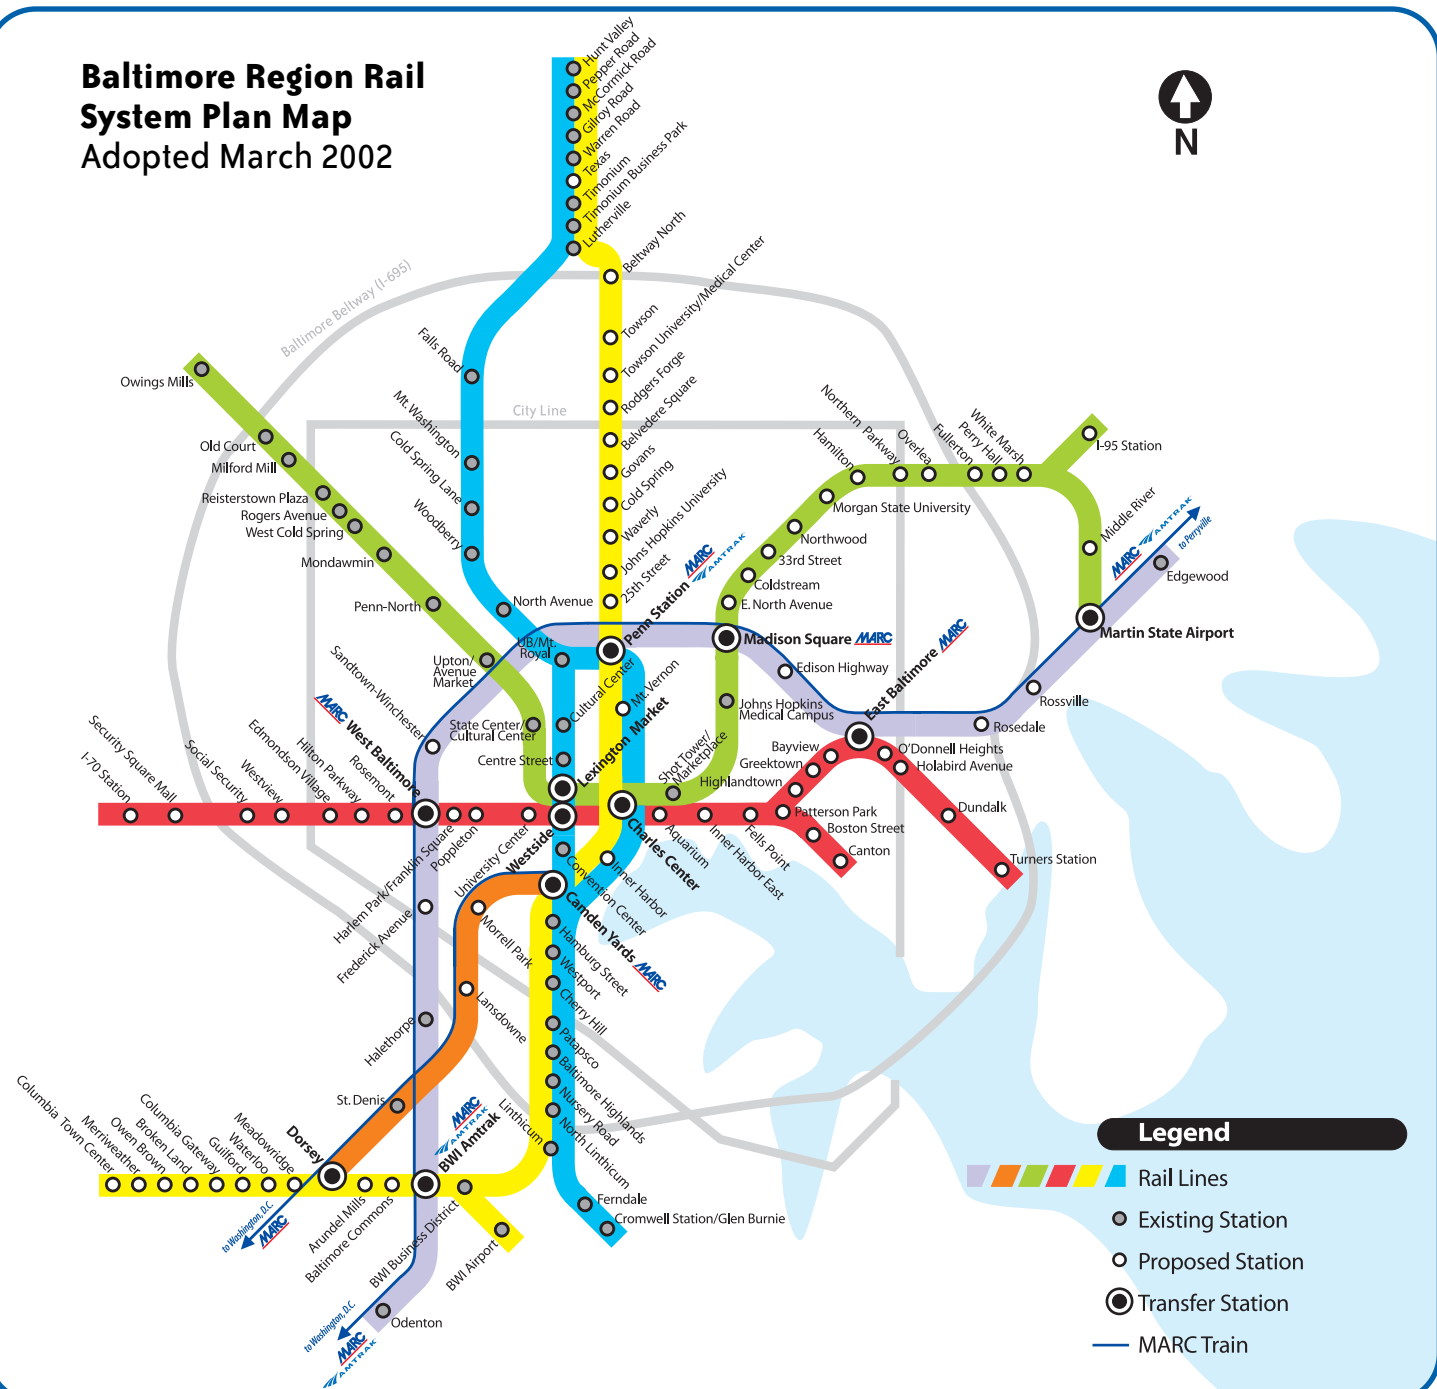 Baltimore Region Rail
System Plan Map
Adopted March 2002
N
Hunt Valley
Pepper Road
McCormick Road
Gilroy Road
Warren Road
Texas
Timonium
Timonium Business Park
Lutherville
Beltway North
Towson
Towson University/Medical Center
Rodgers Forge
Belvedere Square
Govans
Cold Spring
Waverly
Johns Hopkins University
25th Street
Penn Station
MARC
AMTRAK
Baltimore Beltway (I-695)
City Line
Falls Road
Mt. Washington
Cold Spring Lane
Woodberry
North Avenue
UB/Mt.
Royal
Cultural Center
Mt. Vernon
Centre Street
Lexington Market
Owings Mills
Old Court
Milford Mill
Reisterstown Plaza
Rogers Avenue
West Cold Spring
Mondawmin
Penn-North
Upton/
Avenue
Market
State Center/
Cultural Center
Shot Tower/
Marketplace
Johns Hopkins
Medical Campus
Madison Square
MARC
E. North Avenue
Coldstream
33rd Street
Northwood
Morgan State University
Hamilton
Northern Parkway
Overlea
Fullerton
Perry Hall
White Marsh
I-95 Station
Middle River
MARC
AMTRAK
to Perryville
Edgewood
Martin State Airport
Rossville
Rosedale
East Baltimore
MARC
Edison Highway
Sandtown-Winchester
MARC
West Baltimore
I-70 Station
Security Square Mall
Social Security
Westview
Edmondson Village
Hilton Parkway
Rosemont
Harlem Park/Franklin Square
Poppleton
University Center
Westside
Charles Center
Aquarium
Inner Harbor East
Fells Point
Patterson Park
Boston Street
Canton
Highlandtown
Greektown
Bayview
O'Donnell Heights
Holabird Avenue
Dundalk
Turners Station
Inner Harbor
Convention Center
Camden Yards
MARC
Hamburg Street
Westport
Cherry Hill
Patapsco
Baltimore Highlands
Nursery Road
North Linthicum
Linthicum
Ferndale
Cromwell Station/Glen Burnie
Frederick Avenue
Halethorpe
Morrell Park
Lansdowne
St. Denis
Dorsey
MARC
AMTRAK
BWI Amtrak
Columbia Town Center
Merriweather
Owen Brown
Broken Land
Columbia Gateway
Guilford
Waterloo
Meadowridge
Arundel Mills
Baltimore Commons
BWI Business District
BWI Airport
to Washington, D.C.
MARC
Odenton
to Washington, D.C.
MARC
AMTRAK
Legend
Rail Lines
Existing Station
Proposed Station
Transfer Station
MARC Train